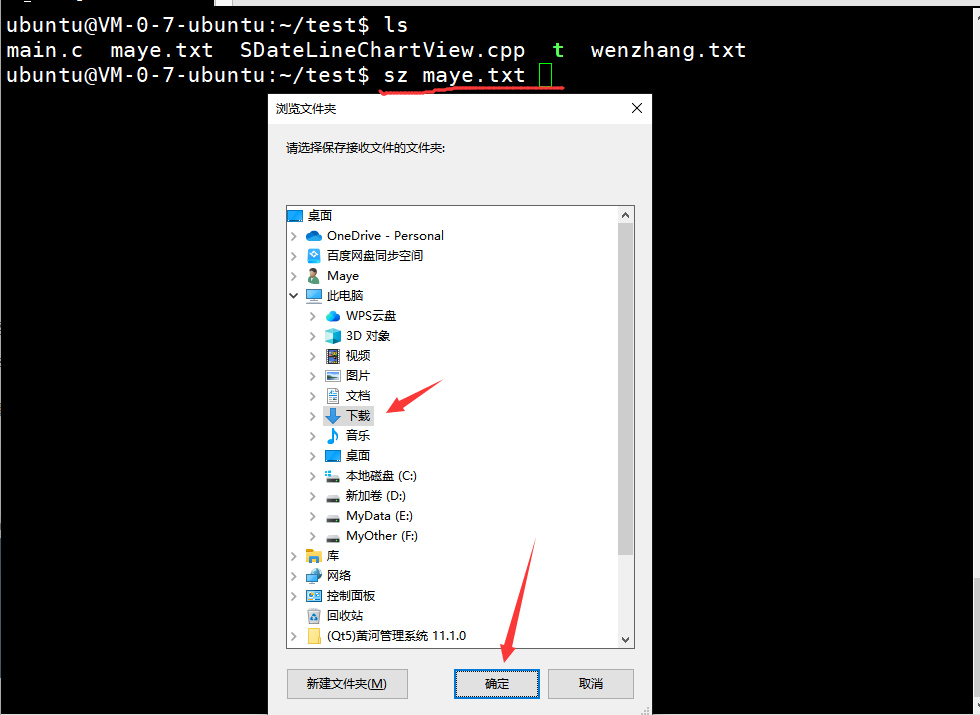 ubuntu@VM-0-7-ubuntu:~/test$ ls
main.c maye.txt SDateLineChartView.cpp t wenzhang.txt
ubuntu@VM-0-7-ubuntu:~/test$ sz maye.txt
浏览文件夹
请选择保存接收文件的文件夹:
桌面
OneDrive - Personal
百度网盘同步空间
Maye
此电脑
WPS云盘
3D 对象
视频
图片
文档
下载
音乐
桌面
本地磁盘 (C:)
新加卷 (D:)
MyData (E:)
MyOther (F:)
库
网络
控制面板
回收站
(Qt5)黄河管理系统 11.1.0
新建文件夹(M) 确定 取消